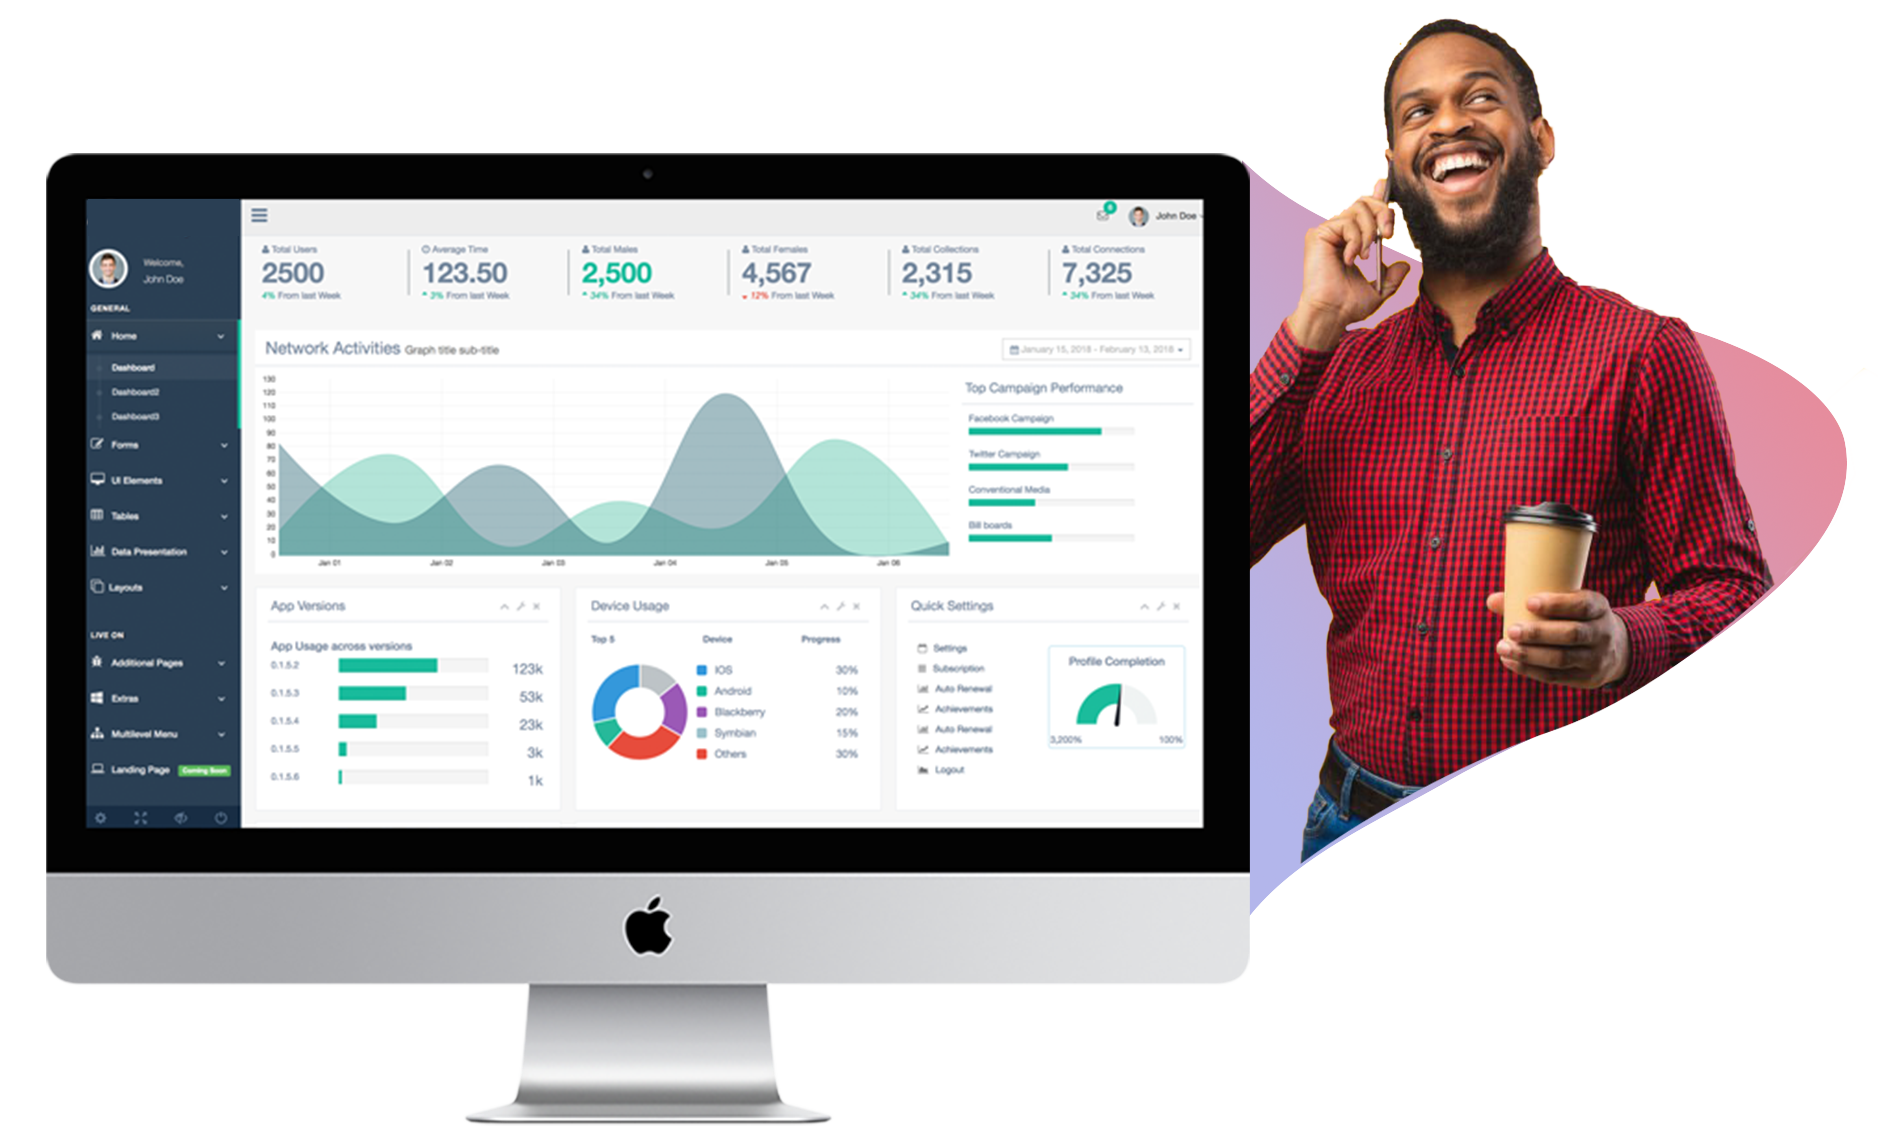 Welcome,
John Doe
GENERAL
Home
Dashboard
Dashboard2
Dashboard3
Forms
UI Elements
Tables
Data Presentation
Layouts
LIVE ON
Additional Pages
Extras
Multilevel Menu
Landing Page Coming Soon
John Doe
Total Users
2500
4% From last Week
Average Time
123.50
3% From last Week
Total Males
2,500
34% From last Week
Total Females
4,567
12% From last Week
Total Collections
2,315
34% From last Week
Total Connections
7,325
34% From last Week
Network Activities Graph title sub-title
January 15, 2018 - February 13, 2018
130
120
110
100
90
80
70
60
50
40
30
20
10
0
Jan 01 Jan 02 Jan 03 Jan 04 Jan 05 Jan 06
Top Campaign Performance
Facebook Campaign
Twitter Campaign
Conventional Media
Bill boards
App Versions
App Usage across versions
0.1.5.2 123k
0.1.5.3 53k
0.1.5.4 23k
0.1.5.5 3k
0.1.5.6 1k
Device Usage
Top 5 Device Progress
IOS 30%
Android 10%
Blackberry 20%
Symbian 15%
Others 30%
Quick Settings
Settings
Subscription
Auto Renewal
Achievements
Auto Renewal
Achievements
Logout
Profile Completion
3,200% 100%